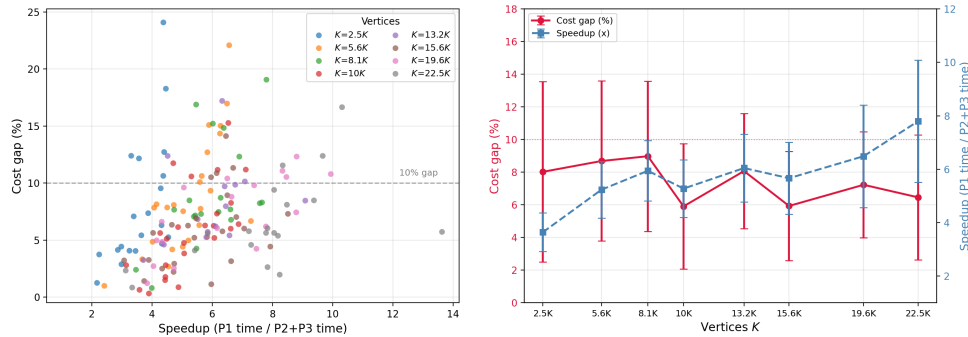 25
20
15
10
5
0
2
4
6
8
10
12
14
Cost gap (%)
Speedup (P1 time / P2+P3 time)
Vertices
K=2.5K
K=5.6K
K=8.1K
K=10K
K=13.2K
K=15.6K
K=19.6K
K=22.5K
10% gap
18
16
14
12
10
8
6
4
2
0
Cost gap (%)
Cost gap (%)
Speedup (x)
2.5K
5.6K
8.1K
10K
13.2K
15.6K
19.6K
22.5K
Vertices K
12
10
8
6
4
2
Speedup (P1 time / P2+P3 time)